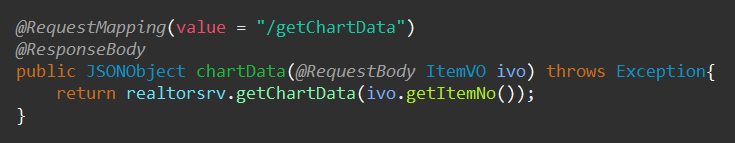 @RequestMapping(value = "/getChartData")
@ResponseBody
public JSONObject chartData(@RequestBody ItemVO ivo) throws Exception{
    return realtorsrv.getChartData(ivo.getItemNo());
}